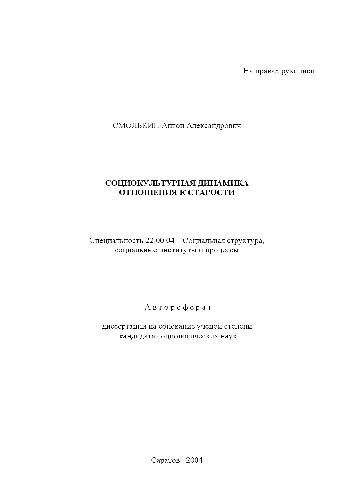 На правах рукописи
СМОЛЬКИН Антон Александрович
СОЦИОКУЛЬТУРНАЯ ДИНАМИКА
ОТНОШЕНИЯ К СТАРОСТИ
Специальность 22.00.04 – Социальная структура,
социальные институты и процессы
Автореферат
диссертации на соискание ученой степени
кандидата социологических наук
Саратов 2004